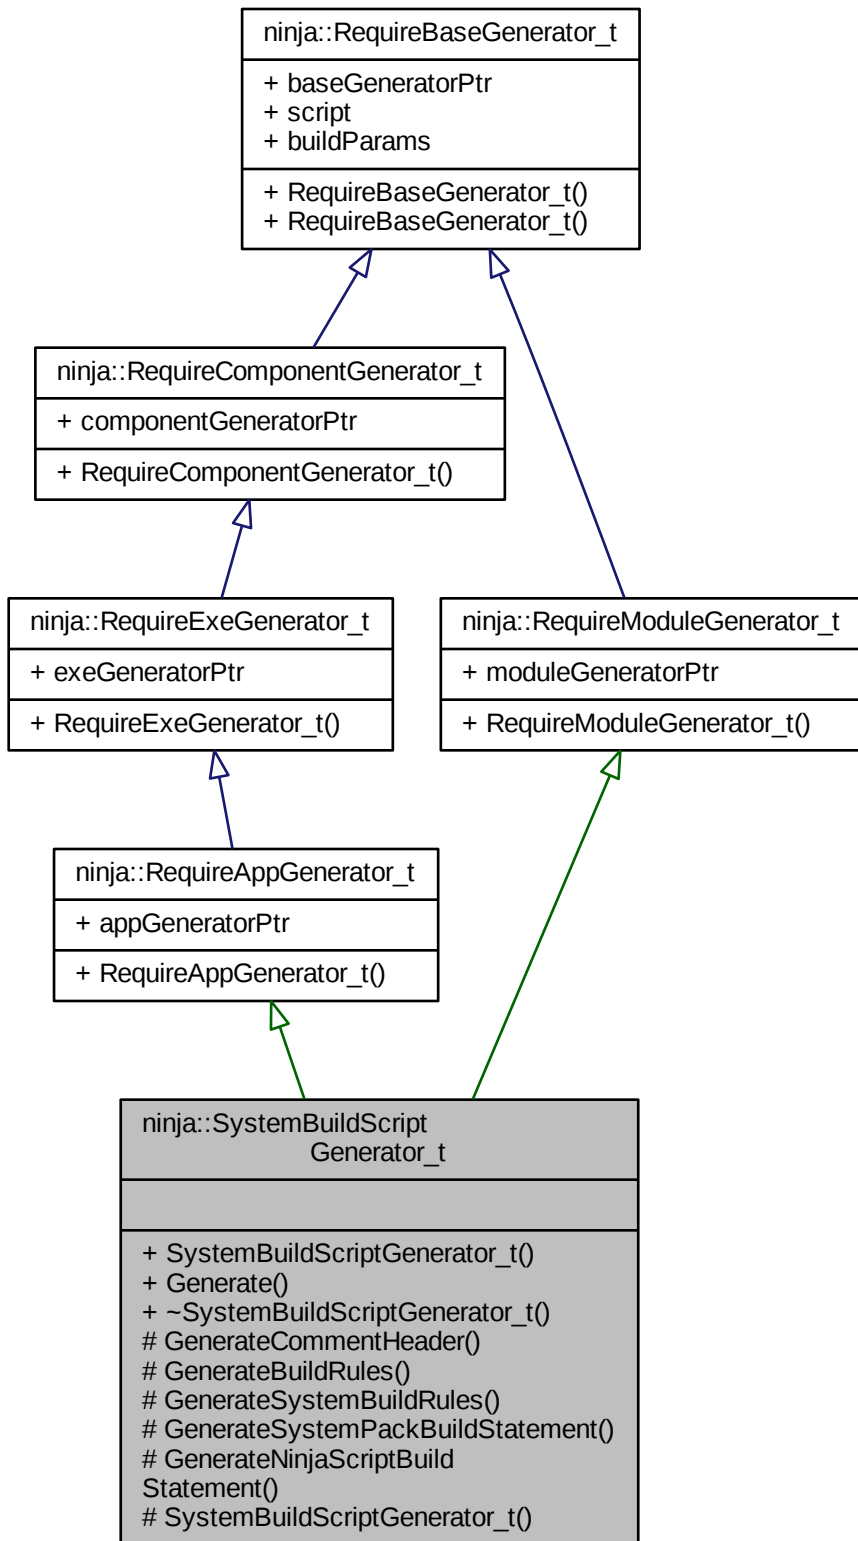 ninja::RequireBaseGenerator_t
+ baseGeneratorPtr
+ script
+ buildParams
+ RequireBaseGenerator_t()
+ RequireBaseGenerator_t()
ninja::RequireComponentGenerator_t
+ componentGeneratorPtr
+ RequireComponentGenerator_t()
ninja::RequireExeGenerator_t
+ exeGeneratorPtr
+ RequireExeGenerator_t()
ninja::RequireModuleGenerator_t
+ moduleGeneratorPtr
+ RequireModuleGenerator_t()
ninja::RequireAppGenerator_t
+ appGeneratorPtr
+ RequireAppGenerator_t()
ninja::SystemBuildScript
Generator_t
+ SystemBuildScriptGenerator_t()
+ Generate()
+ ~SystemBuildScriptGenerator_t()
# GenerateCommentHeader()
# GenerateBuildRules()
# GenerateSystemBuildRules()
# GenerateSystemPackBuildStatement()
# GenerateNinjaScriptBuild
Statement()
# SystemBuildScriptGenerator_t()